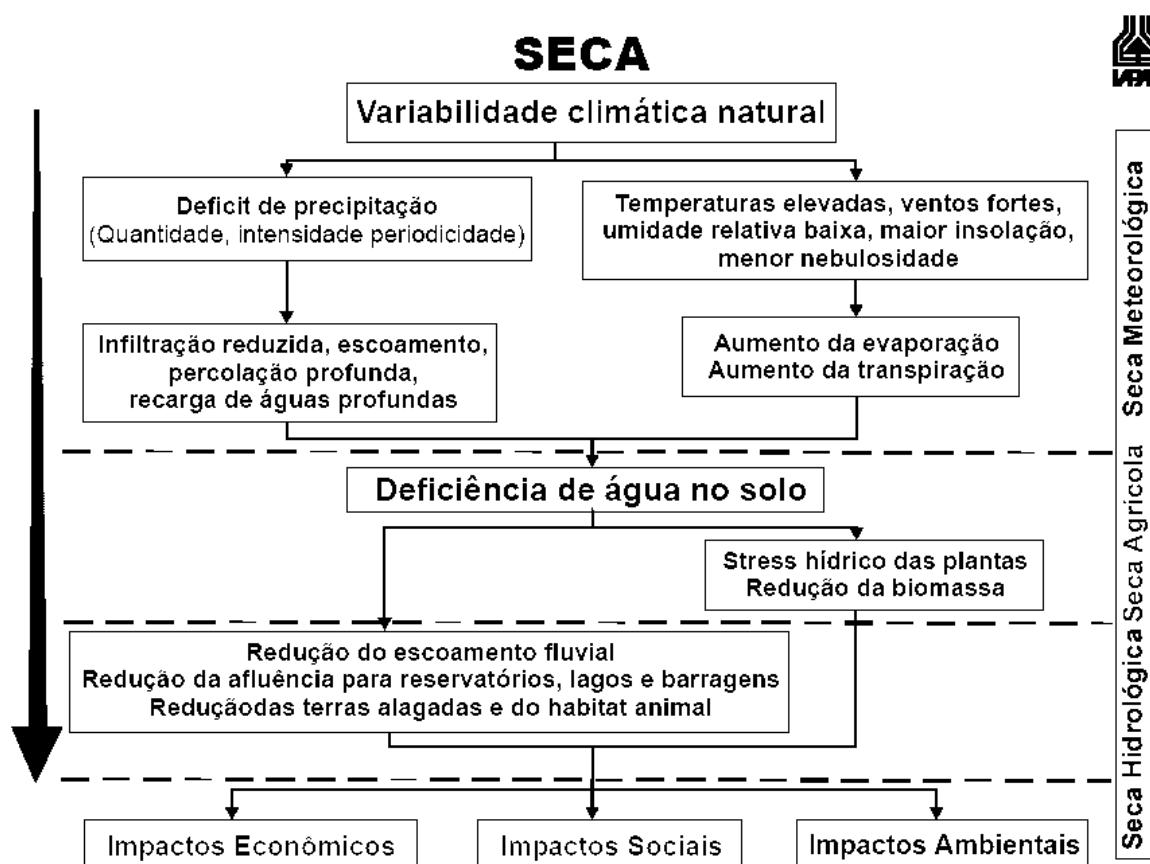 SECA
IAPAR
Variabilidade climática natural
Deficit de precipitação
(Quantidade, intensidade periodicidade)
Temperaturas elevadas, ventos fortes,
umidade relativa baixa, maior insolação,
menor nebulosidade
Infiltração reduzida, escoamento,
percolação profunda,
recarga de águas profundas
Aumento da evaporação
Aumento da transpiração
Seca Meteorológica
Deficiência de água no solo
Stress hídrico das plantas
Redução da biomassa
Seca Agrícola
Redução do escoamento fluvial
Redução da afluência para reservatórios, lagos e barragens
Reduçãodas terras alagadas e do habitat animal
Seca Hidrológica
Impactos Econômicos
Impactos Sociais
Impactos Ambientais